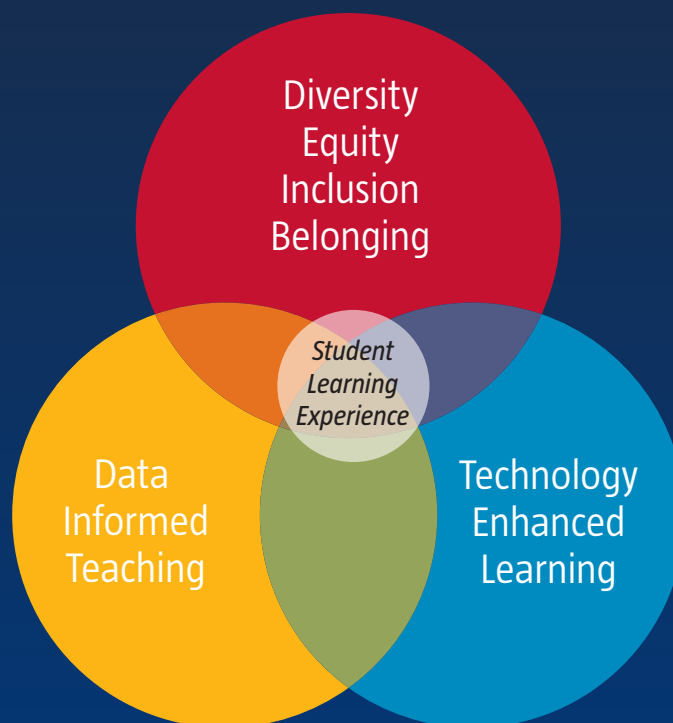 Diversity
Equity
Inclusion
Belonging
Student
Learning
Experience
Data
Informed
Teaching
Technology
Enhanced
Learning